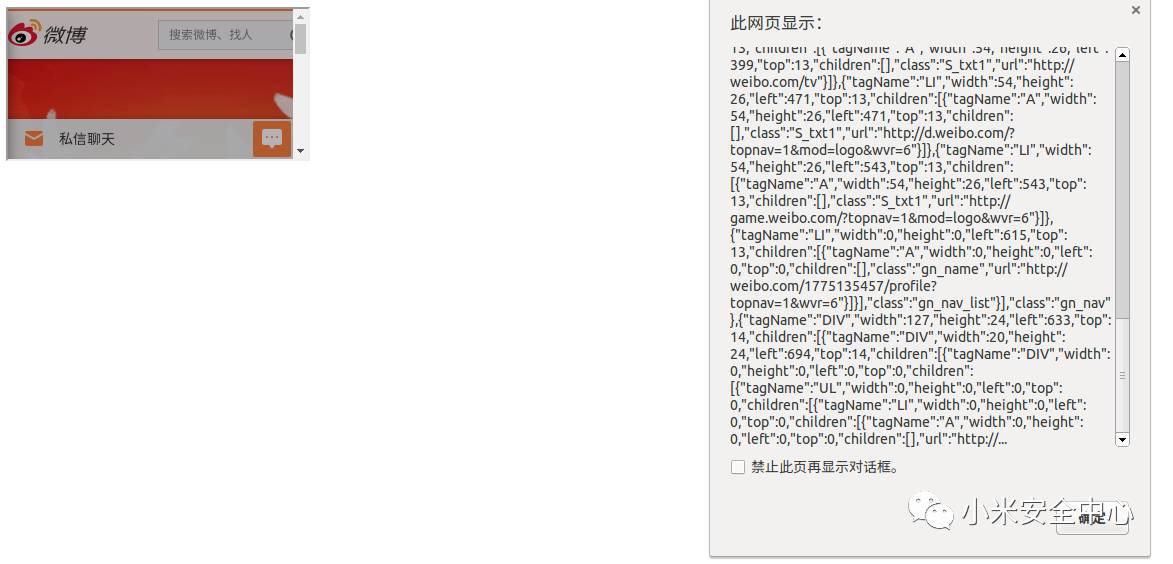 微博
搜索微博、找人
私信聊天
此网页显示：
13,"children":[{"tagName":"A","width":54,"height":26,"left":
399,"top":13,"children":[],"class":"S_txt1","url":"http://
weibo.com/tv"}]},{"tagName":"LI","width":54,"height":
26,"left":471,"top":13,"children":[{"tagName":"A","width":
54,"height":26,"left":471,"top":13,"children":
[],"class":"S_txt1","url":"http://d.weibo.com/?
topnav=1&mod=logo&wvr=6"}]},{"tagName":"LI","width":
54,"height":26,"left":543,"top":13,"children":
[{"tagName":"A","width":54,"height":26,"left":543,"top":
13,"children":[],"class":"S_txt1","url":"http://
game.weibo.com/?topnav=1&mod=logo&wvr=6"}]},
{"tagName":"LI","width":0,"height":0,"left":615,"top":
13,"children":[{"tagName":"A","width":0,"height":0,"left":
0,"top":0,"children":[],"class":"gn_name","url":"http://
weibo.com/1775135457/profile?
topnav=1&wvr=6"}]}],"class":"gn_nav_list"}],"class":"gn_nav"
},{"tagName":"DIV","width":127,"height":24,"left":633,"top":
14,"children":[{"tagName":"DIV","width":20,"height":
24,"left":694,"top":14,"children":[{"tagName":"DIV","width":
0,"height":0,"left":0,"top":0,"children":
[{"tagName":"UL","width":0,"height":0,"left":0,"top":
0,"children":[{"tagName":"LI","width":0,"height":0,"left":
0,"top":0,"children":[{"tagName":"A","width":0,"height":
0,"left":0,"top":0,"children":[],"url":"http://...
禁止此页再显示对话框。
确定
小米安全中心